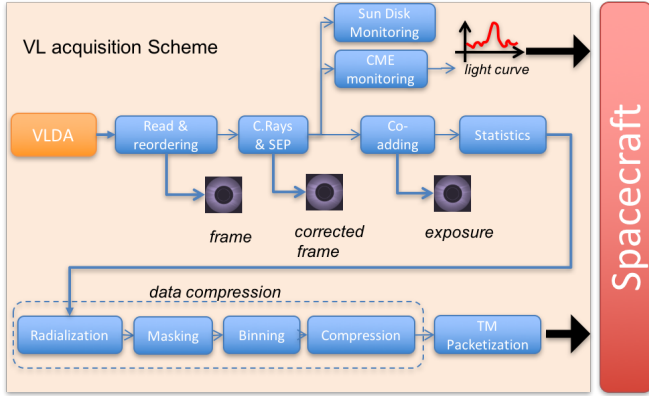 VL acquisition Scheme
Sun Disk
Monitoring
CME
monitoring
light curve
VLDA
Read &
reordering
C.Rays
& SEP
Co-
adding
Statistics
frame
corrected
frame
exposure
data compression
Radialization
Masking
Binning
Compression
TM
Packetization
Spacecraft